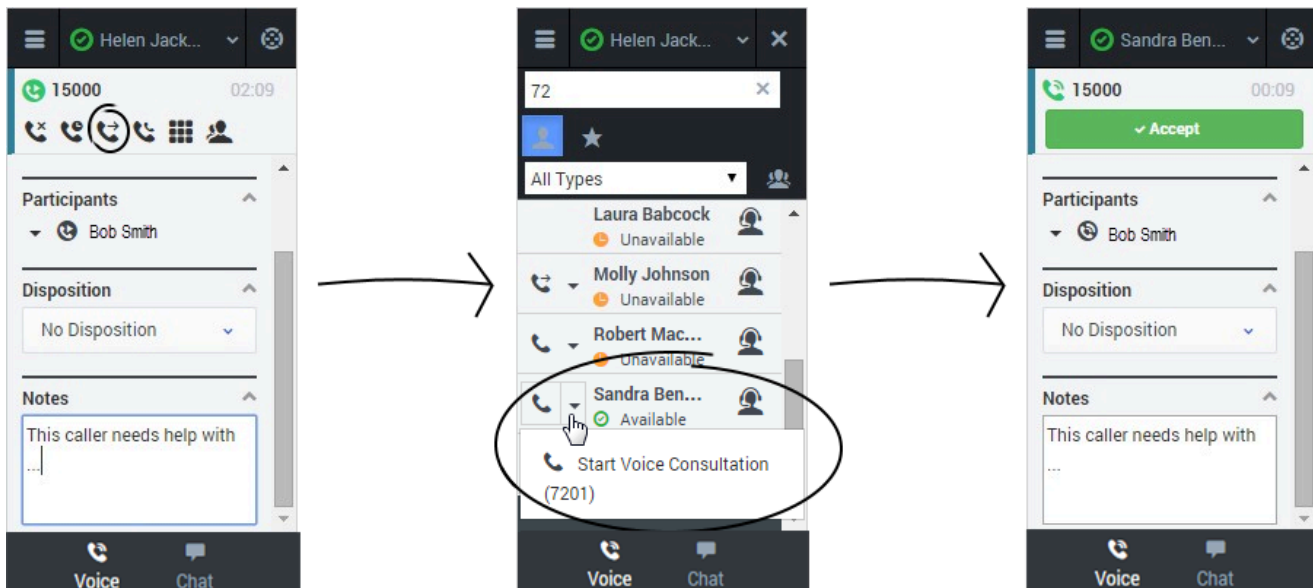 Helen Jack...
15000 02:09
Participants
Bob Smith
Disposition
No Disposition
Notes
This caller needs help with
...
Voice Chat
Helen Jack...
72
All Types
Laura Babcock
Unavailable
Molly Johnson
Unavailable
Robert Mac...
Unavailable
Sandra Ben...
Available
Start Voice Consultation
(7201)
Voice Chat
Sandra Ben...
15000 00:09
Accept
Participants
Bob Smith
Disposition
No Disposition
Notes
This caller needs help with
...
Voice Chat